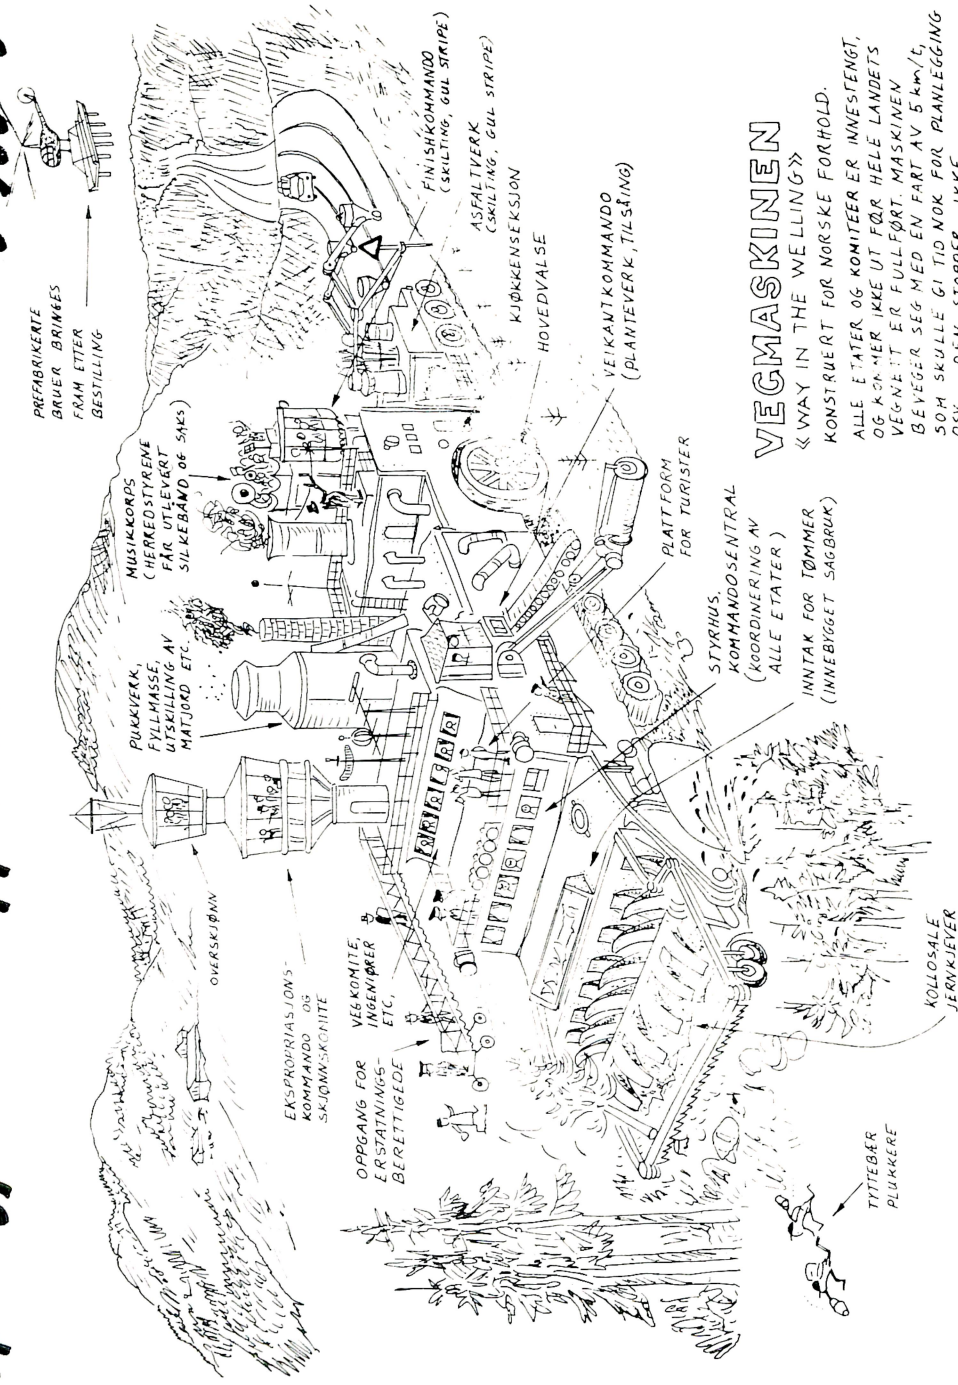 PREFABRIKERTE
BRUER BRINGES
FRAM ETTER
BESTILLING
MUSIKKORPS
(HERREDSTYRENE
FÅR UTLEVERT
SILKEBÅND OG SAKS)
PUKKVERK,
FYLLMASSE,
UTSKILLING AV
MATJORD ETC.
OVERSKJØNN
EKSPROPRIASJONS-
KOMMANDO OG
SKJØNNSKOMITE
VEGKOMITE,
INGENIØRER
ETC,
OPPGANG FOR
ERSTATNINGS-
BERETTIGEDE
FINISHKOMMANDO
(SKILTING, GUL STRIPE)
ASFALTVERK
(SKILTING, GUL STRIPE)
KJØKKENSEKSJON
HOVEDVALSE
VEIKANTKOMMANDO
(PLANTEVERK, TILSÅING)
PLATTFORM
FOR TURISTER
STYRHUS,
KOMMANDOSENTRAL
(KOORDINERING AV
ALLE ETATER)
INNTAK FOR TØMMER
(INNEBYGGET SAGBRUK)
KOLLOSALE
JERNKJEVER
TYTTEBÆR
PLUKKERE
VEGMASKINEN
«WAY IN THE WELLING»
KONSTRUERT FOR NORSKE FORHOLD.
ALLE ETATER OG KOMITEER ER INNESTENGT,
OG KOMMER IKKE UT FØR HELE LANDETS
VEGNETT ER FULLFØRT. MASKINEN
BEVEGER SEG MED EN FART AV 5 km/t,
SOM SKULLE GI TID NOK FOR PLANLEGGING
DEN STOPPER IKKE